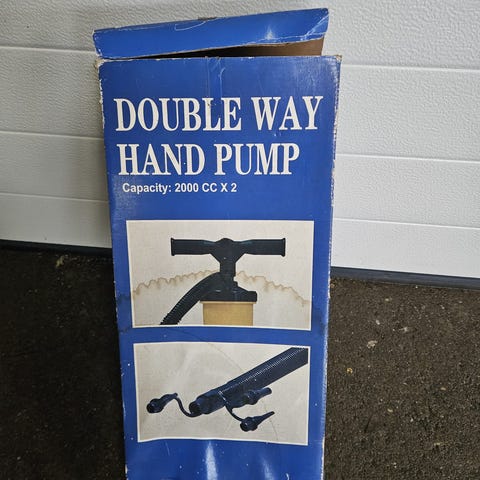 DOUBLE WAY
HAND PUMP
Capacity: 2000 CC X 2